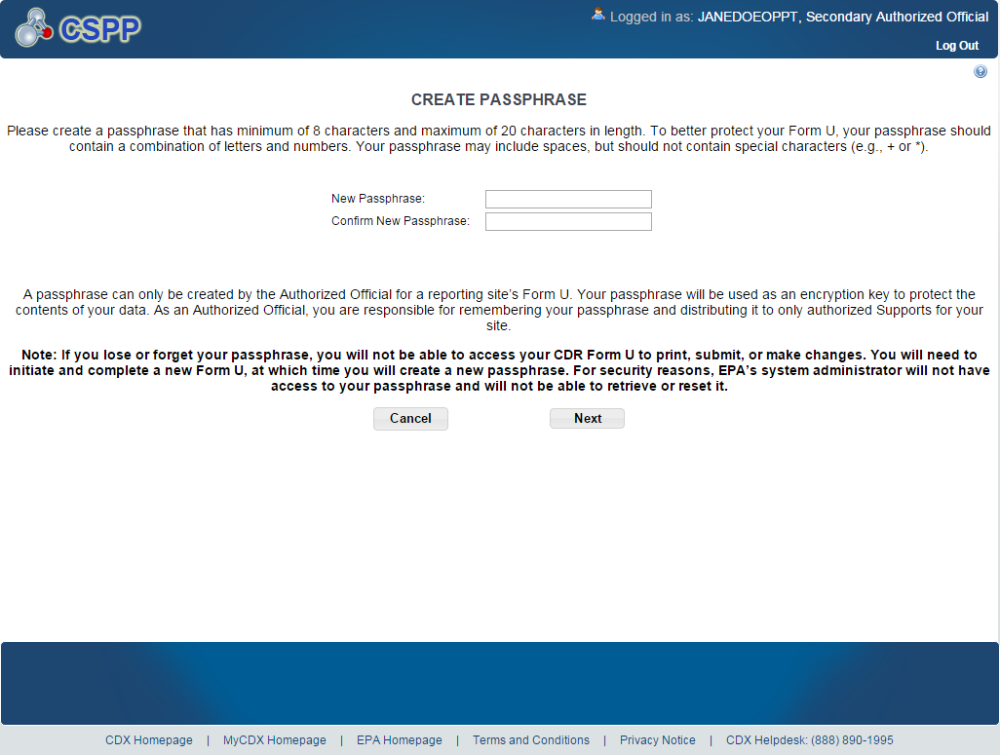 CSPP
Logged in as: JANEDOEOPPT, Secondary Authorized Official
Log Out
?
CREATE PASSPHRASE
Please create a passphrase that has minimum of 8 characters and maximum of 20 characters in length. To better protect your Form U, your passphrase should
contain a combination of letters and numbers. Your passphrase may include spaces, but should not contain special characters (e.g., + or *).
New Passphrase:
Confirm New Passphrase:
A passphrase can only be created by the Authorized Official for a reporting site's Form U. Your passphrase will be used as an encryption key to protect the
contents of your data. As an Authorized Official, you are responsible for remembering your passphrase and distributing it to only authorized Supports for your
site.
Note: If you lose or forget your passphrase, you will not be able to access your CDR Form U to print, submit, or make changes. You will need to
initiate and complete a new Form U, at which time you will create a new passphrase. For security reasons, EPA's system administrator will not have
access to your passphrase and will not be able to retrieve or reset it.
Cancel Next
CDX Homepage | MyCDX Homepage | EPA Homepage | Terms and Conditions | Privacy Notice | CDX Helpdesk: (888) 890-1995